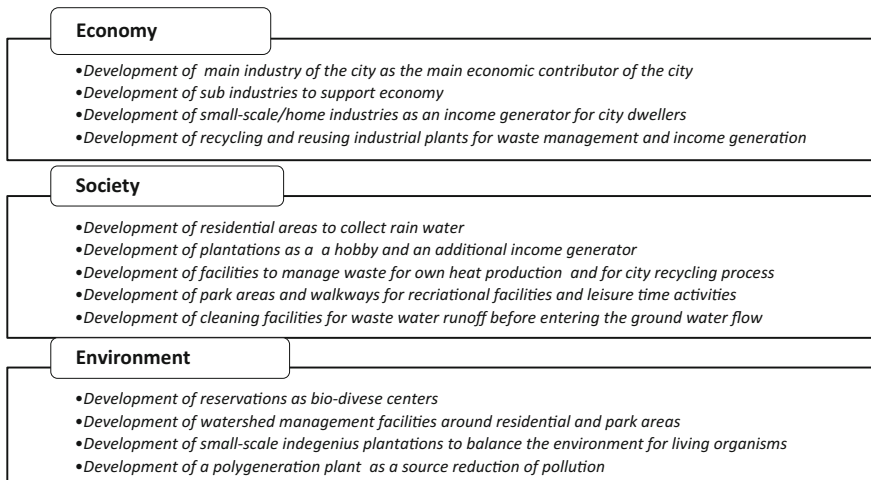 Economy
•Development of main industry of the city as the main economic contributor of the city
•Development of sub industries to support economy
•Development of small-scale/home industries as an income generator for city dwellers
•Development of recycling and reusing industrial plants for waste management and income generation
Society
•Development of residential areas to collect rain water
•Development of plantations as a a hobby and an additional income generator
•Development of facilities to manage waste for own heat production and for city recycling process
•Development of park areas and walkways for recriational facilities and leisure time activities
•Development of cleaning facilities for waste water runoff before entering the ground water flow
Environment
•Development of reservations as bio-divese centers
•Development of watershed management facilities around residential and park areas
•Development of small-scale indegenius plantations to balance the environment for living organisms
•Development of a polygeneration plant as a source reduction of pollution